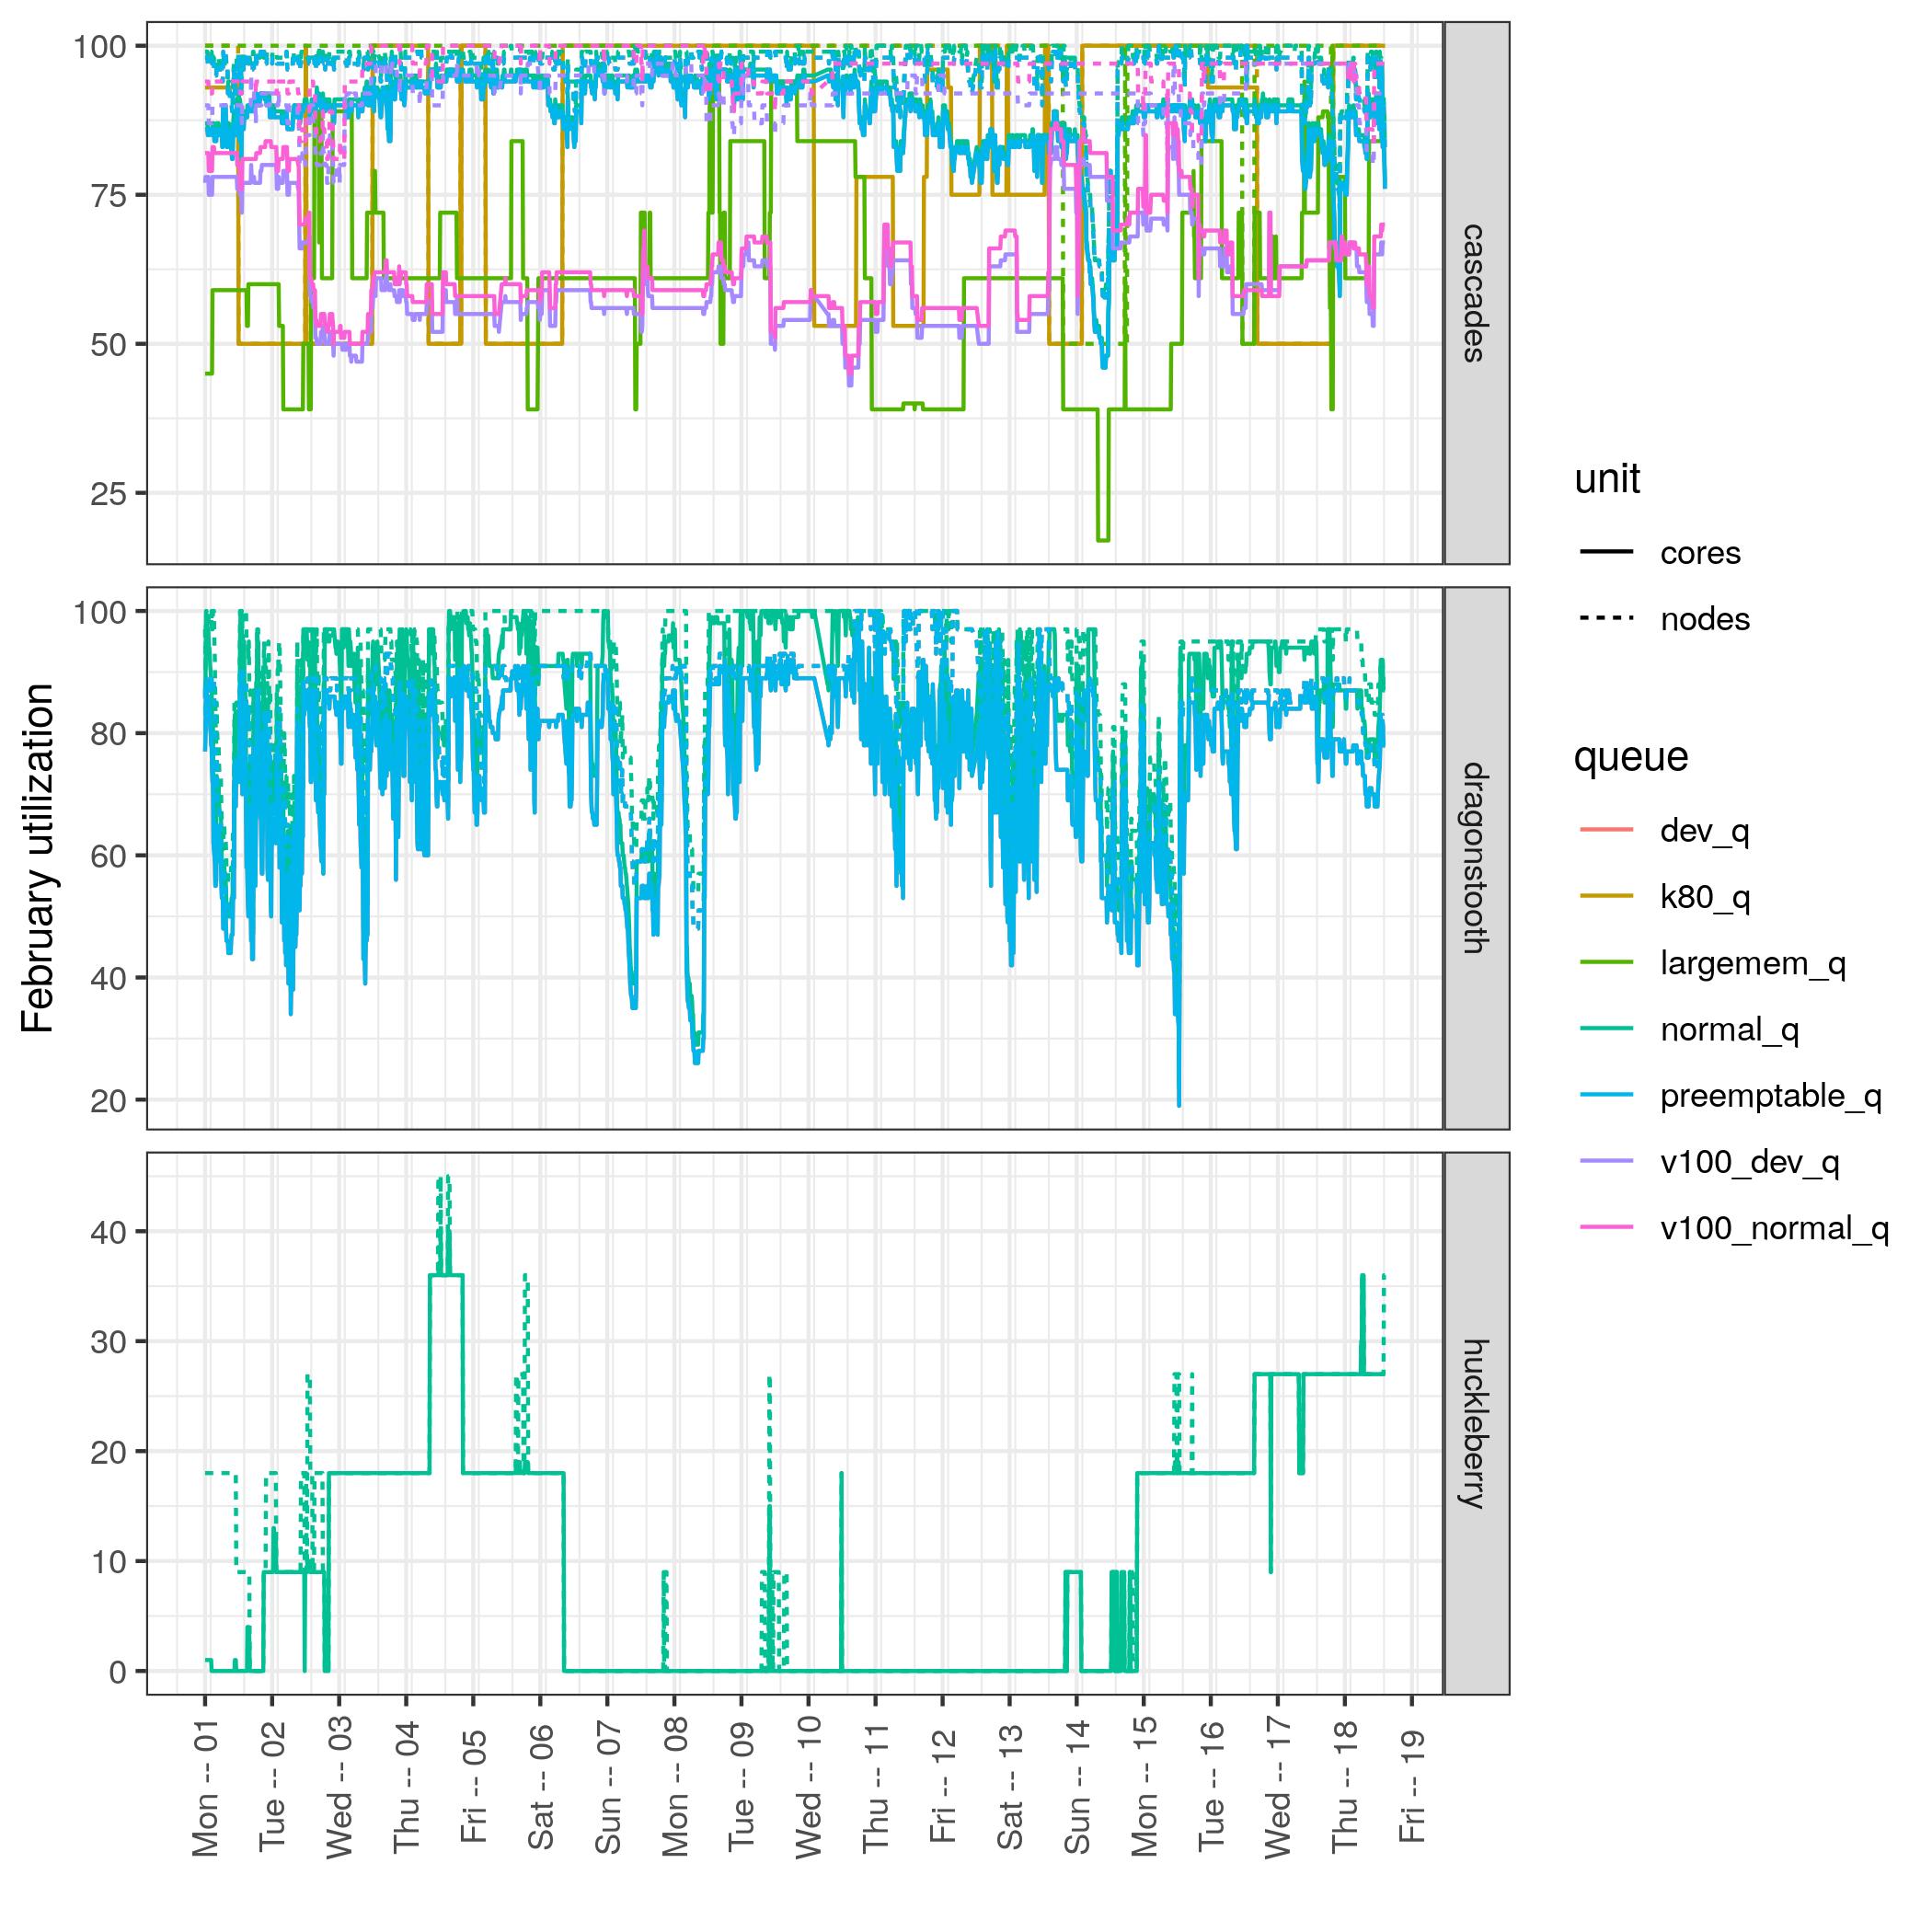 February utilization
100
75
50
25
cascades
100
80
60
40
20
dragonstooth
40
30
20
10
0
huckleberry
Mon -- 01
Tue -- 02
Wed -- 03
Thu -- 04
Fri -- 05
Sat -- 06
Sun -- 07
Mon -- 08
Tue -- 09
Wed -- 10
Thu -- 11
Fri -- 12
Sat -- 13
Sun -- 14
Mon -- 15
Tue -- 16
Wed -- 17
Thu -- 18
Fri -- 19
unit
cores
nodes
queue
dev_q
k80_q
largemem_q
normal_q
preemptable_q
v100_dev_q
v100_normal_q